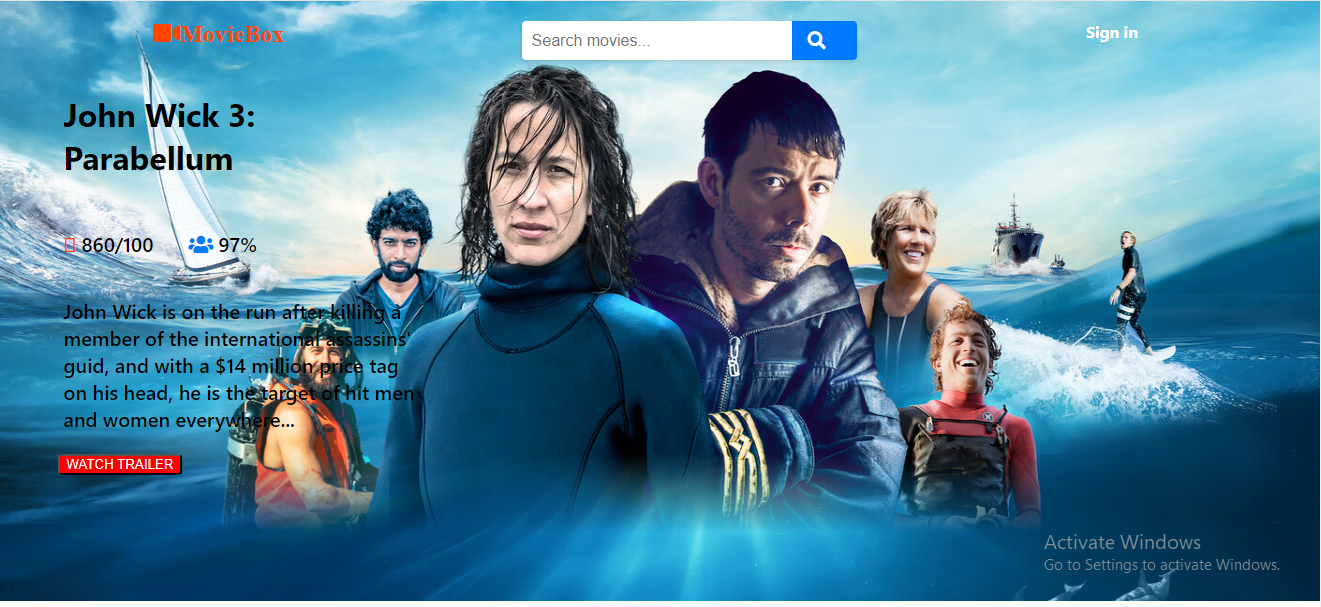 MovieBox
Search movies...
Sign in
John Wick 3:
Parabellum
860/100 97%
John Wick is on the run after killing a
member of the international assassins'
guid, and with a $14 million price tag
on his head, he is the target of hit men
and women everywhere...
WATCH TRAILER
Activate Windows
Go to Settings to activate Windows.